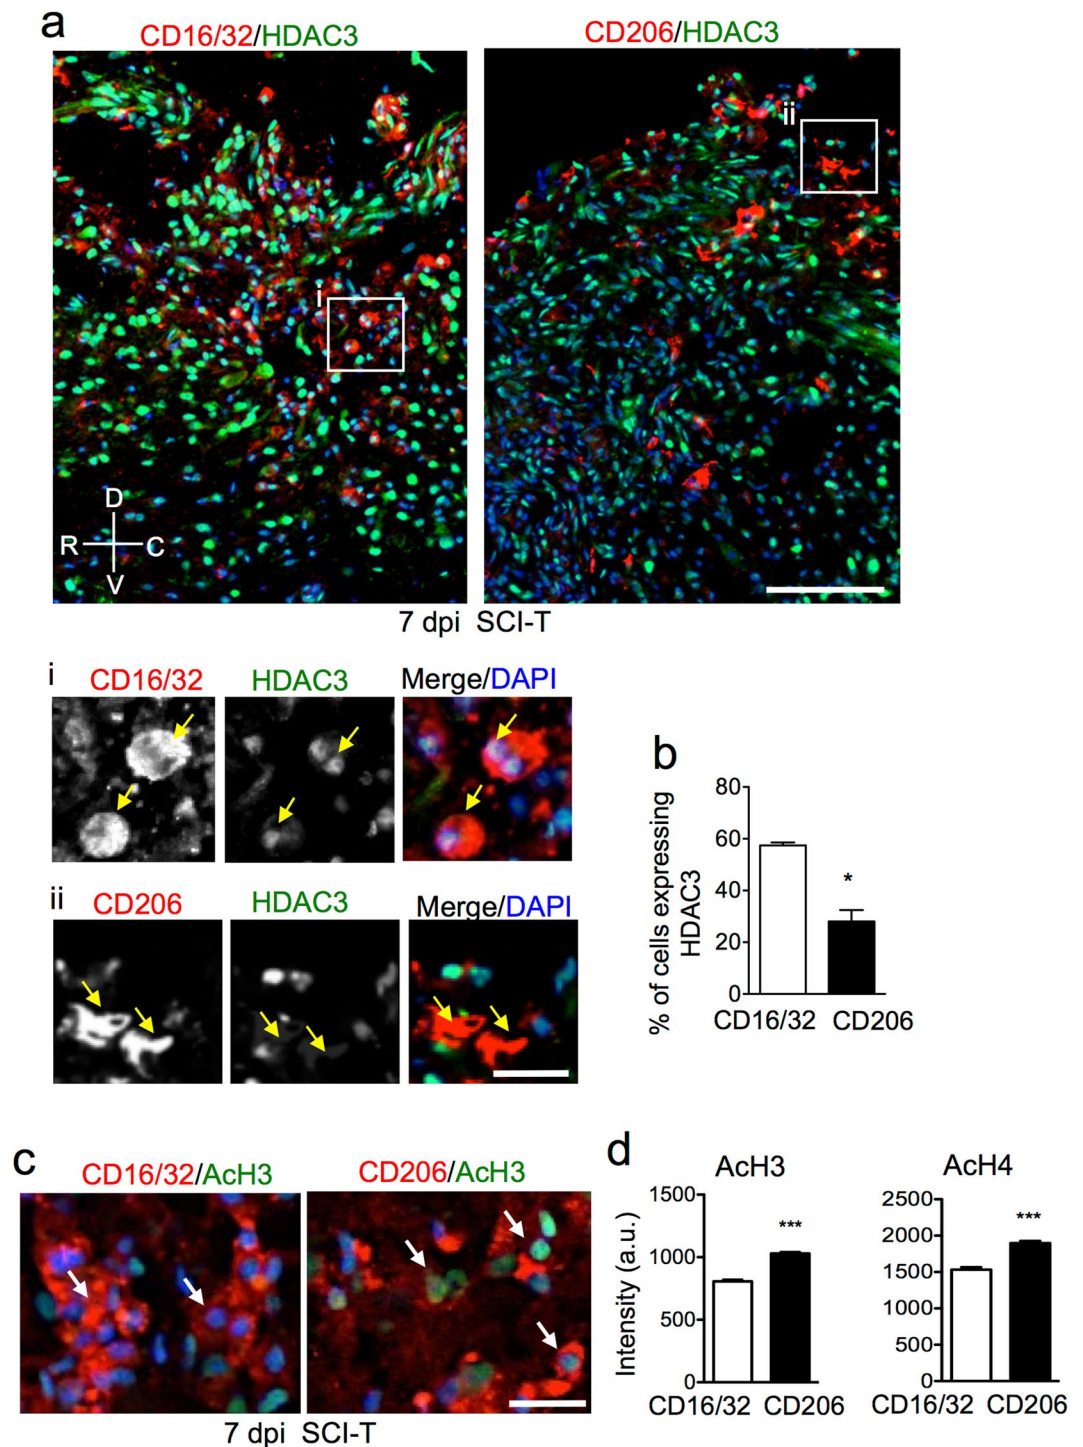 a
CD16/32/HDAC3
CD206/HDAC3
i
ii
D
R C
V
7 dpi SCI-T
i
CD16/32
HDAC3
Merge/DAPI
ii
CD206
HDAC3
Merge/DAPI
b
% of cells expressing
HDAC3
80
60
40
20
0
*
CD16/32
CD206
c
CD16/32/AcH3
CD206/AcH3
7 dpi SCI-T
d
AcH3
Intensity (a.u.)
1500
1000
500
0
***
CD16/32
CD206
AcH4
2500
2000
1500
1000
500
0
***
CD16/32
CD206